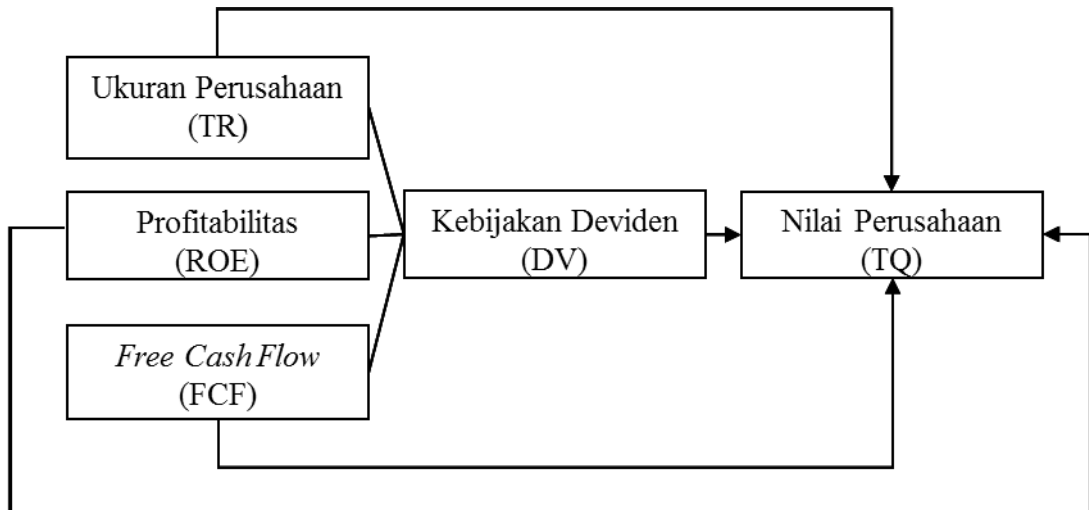 Ukuran Perusahaan
(TR)
Profitabilitas
(ROE)
Free Cash Flow
(FCF)
Kebijakan Deviden
(DV)
Nilai Perusahaan
(TQ)